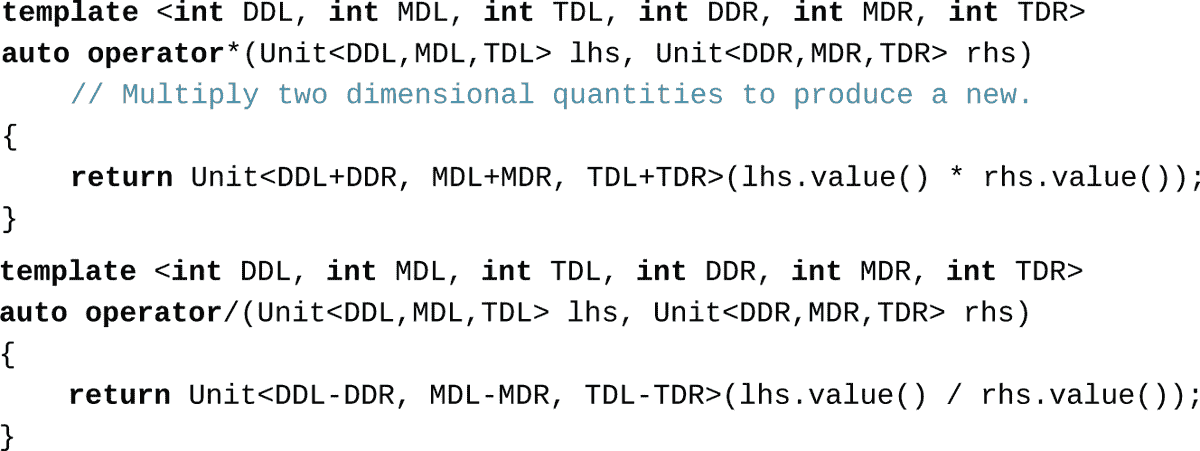 template <int DDL, int MDL, int TDL, int DDR, int MDR, int TDR>
auto operator*(Unit<DDL,MDL,TDL> lhs, Unit<DDR,MDR,TDR> rhs)
    // Multiply two dimensional quantities to produce a new.
{
    return Unit<DDL+DDR, MDL+MDR, TDL+TDR>(lhs.value() * rhs.value());
}
template <int DDL, int MDL, int TDL, int DDR, int MDR, int TDR>
auto operator/(Unit<DDL,MDL,TDL> lhs, Unit<DDR,MDR,TDR> rhs)
{
    return Unit<DDL-DDR, MDL-MDR, TDL-TDR>(lhs.value() / rhs.value());
}